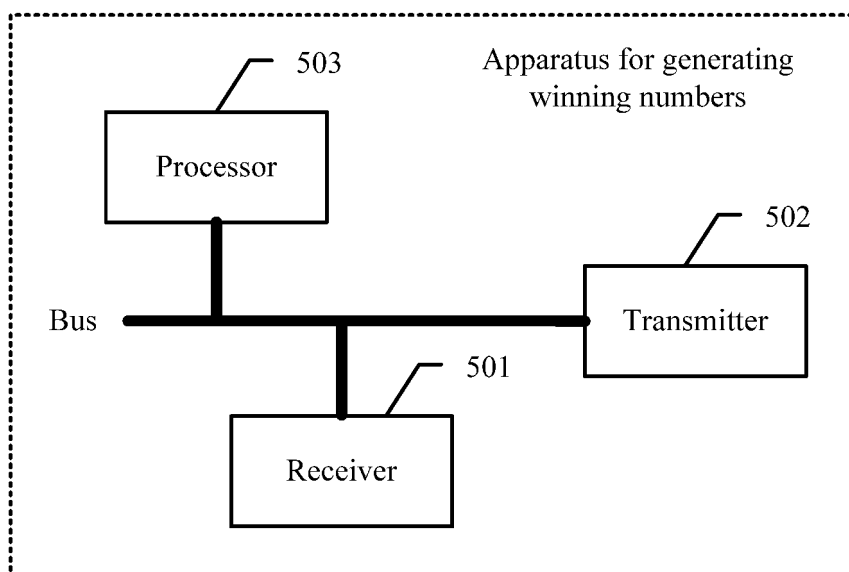 503
Apparatus for generating
winning numbers
Processor
502
Bus
Transmitter
501
Receiver